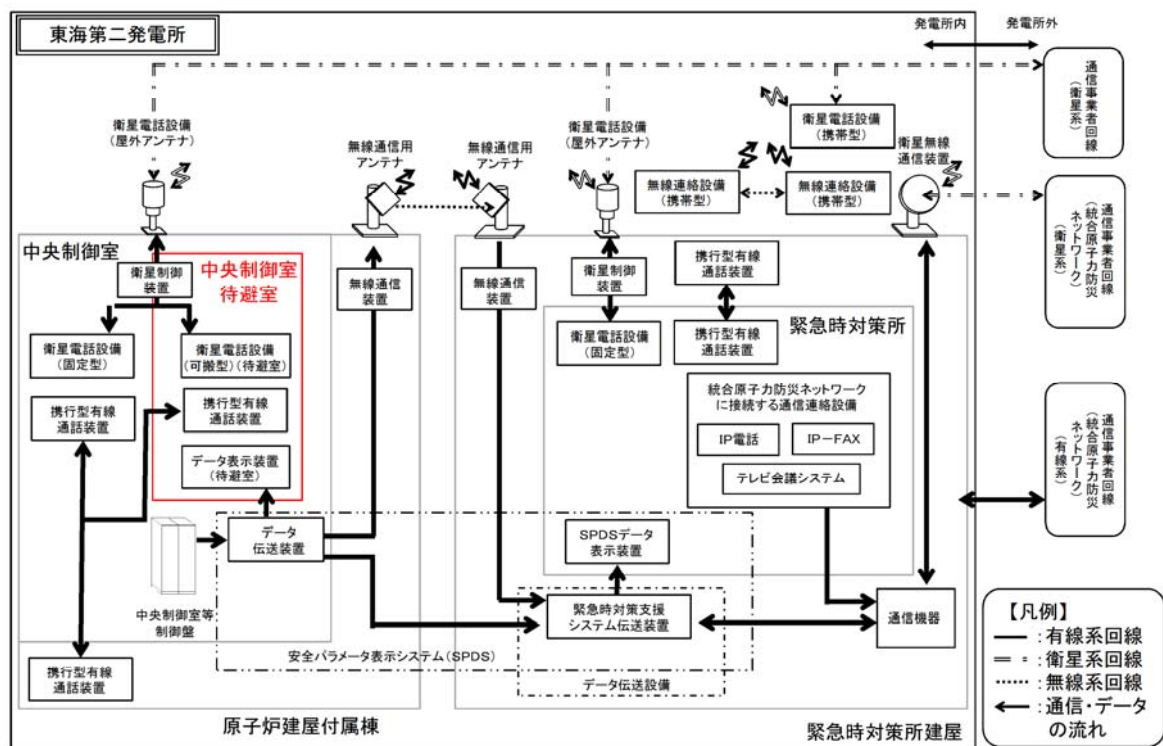 東海第二発電所
発電所内
発電所外
通信事業者回線
(衛星系)
衛星電話設備
(屋外アンテナ)
無線通信用
アンテナ
無線通信用
アンテナ
衛星電話設備
(屋外アンテナ)
衛星電話設備
(携帯型)
無線連絡設備
(携帯型)
無線連絡設備
(携帯型)
衛星無線
通信装置
通信事業者回線
(統合原子力防災
ネットワーク)
(衛星系)
中央制御室
衛星制御
装置
中央制御室
待避室
無線通信
装置
無線通信
装置
衛星制御
装置
携行型有線
通話装置
緊急時対策所
衛星電話設備
(固定型)
衛星電話設備
(可搬型)(待避室)
衛星電話設備
(固定型)
携行型有線
通話装置
携行型有線
通話装置
携行型有線
通話装置
統合原子力防災ネットワーク
に接続する通信連絡設備
IP電話
IP-FAX
テレビ会議システム
通信事業者回線
(統合原子力防災
ネットワーク)
(有線系)
データ表示装置
(待避室)
データ
伝送装置
SPDSデータ
表示装置
中央制御室等
制御盤
緊急時対策支援
システム伝送装置
通信機器
安全パラメータ表示システム(SPDS)
データ伝送設備
携行型有線
通話装置
原子炉建屋付属棟
緊急時対策所建屋
【凡例】
:有線系回線
:衛星系回線
:無線系回線
:通信・データ
の流れ